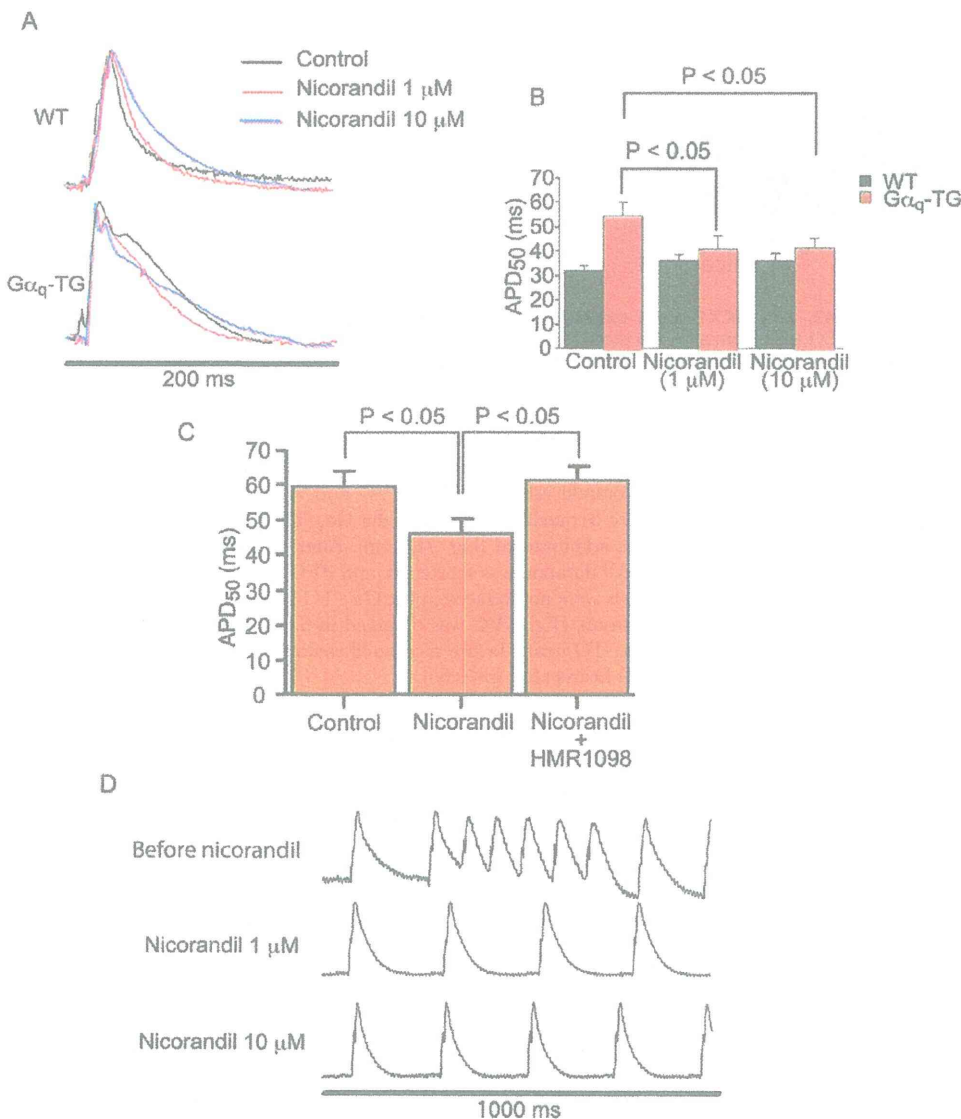 A
Control
Nicorandil 1 μM
Nicorandil 10 μM
WT
Gαq-TG
200 ms
B
P < 0.05
P < 0.05
WT
Gαq-TG
APD50 (ms)
70
60
50
40
30
20
10
0
Control
Nicorandil
(1 μM)
Nicorandil
(10 μM)
C
P < 0.05
P < 0.05
APD50 (ms)
70
60
50
40
30
20
10
0
Control
Nicorandil
Nicorandil
+
HMR1098
D
Before nicorandil
Nicorandil 1 μM
Nicorandil 10 μM
1000 ms